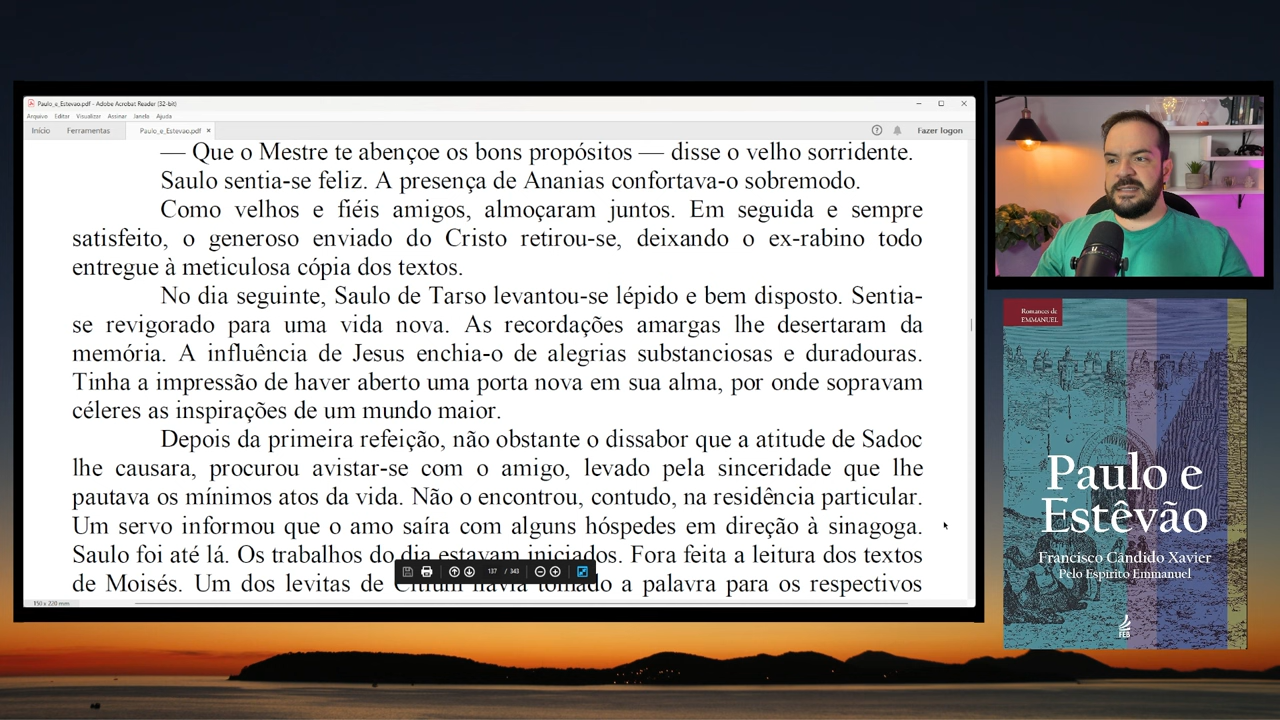 Paulo_e_Estevao.pdf - Adobe Acrobat Reader (32-bit)
Arquivo Editar Visualizar Assinar Janela Ajuda
Início Ferramentas Paulo_e_Estevao.pdf × Fazer logon
— Que o Mestre te abençoe os bons propósitos — disse o velho sorridente.
Saulo sentia-se feliz. A presença de Ananias confortava-o sobremodo.
Como velhos e fiéis amigos, almoçaram juntos. Em seguida e sempre
satisfeito, o generoso enviado do Cristo retirou-se, deixando o ex-rabino todo
entregue à meticulosa cópia dos textos.
No dia seguinte, Saulo de Tarso levantou-se lépido e bem disposto. Sentia-
se revigorado para uma vida nova. As recordações amargas lhe desertaram da
memória. A influência de Jesus enchia-o de alegrias substanciosas e duradouras.
Tinha a impressão de haver aberto uma porta nova em sua alma, por onde sopravam
céleres as inspirações de um mundo maior.
Depois da primeira refeição, não obstante o dissabor que a atitude de Sadoc
lhe causara, procurou avistar-se com o amigo, levado pela sinceridade que lhe
pautava os mínimos atos da vida. Não o encontrou, contudo, na residência particular.
Um servo informou que o amo saíra com alguns hóspedes em direção à sinagoga.
Saulo foi até lá. Os trabalhos do dia estavam iniciados. Fora feita a leitura dos textos
de Moisés. Um dos levitas de Citium havia tomado a palavra para os respectivos
137 / 343
150 x 220 mm
Romances de
EMMANUEL
Paulo e
Estêvão
Francisco Cândido Xavier
Pelo Espírito Emmanuel
FEB